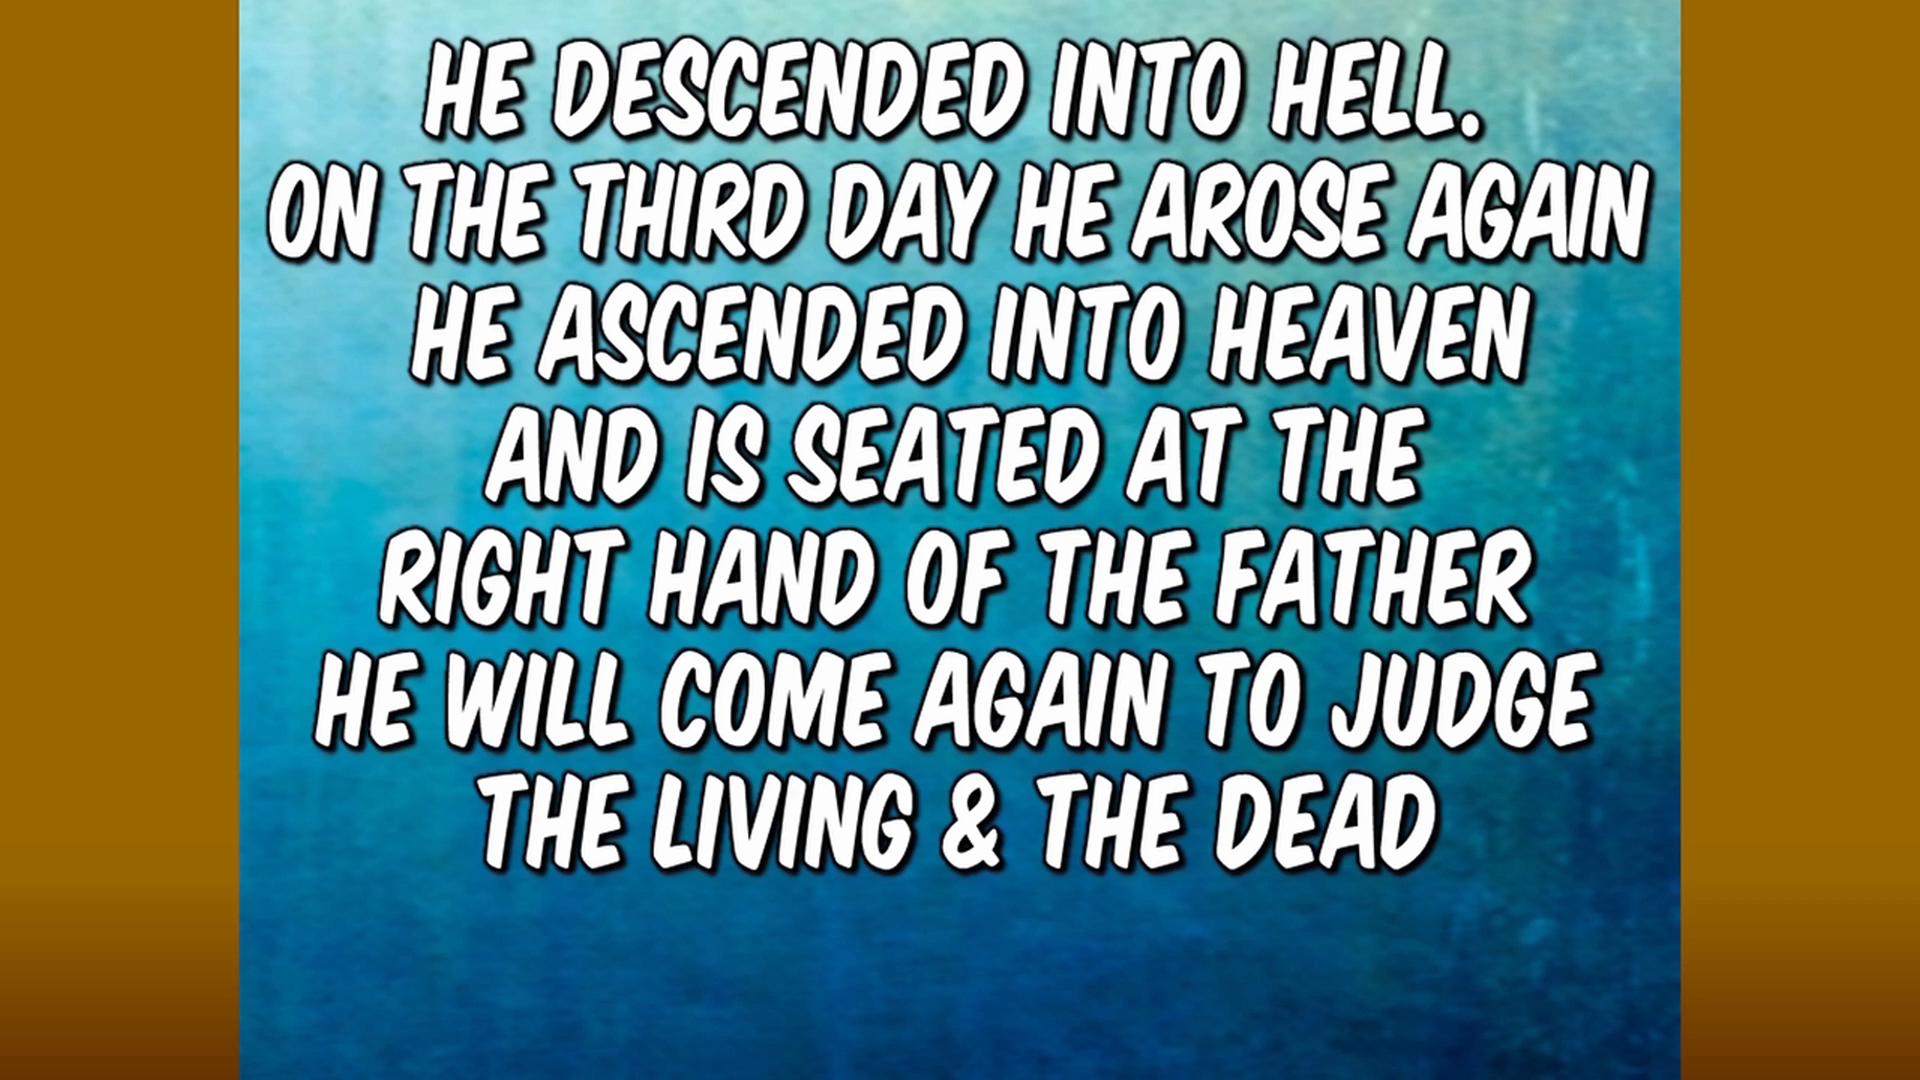 HE DESCENDED INTO HELL.
ON THE THIRD DAY HE AROSE AGAIN
HE ASCENDED INTO HEAVEN
AND IS SEATED AT THE
RIGHT HAND OF THE FATHER
HE WILL COME AGAIN TO JUDGE
THE LIVING & THE DEAD